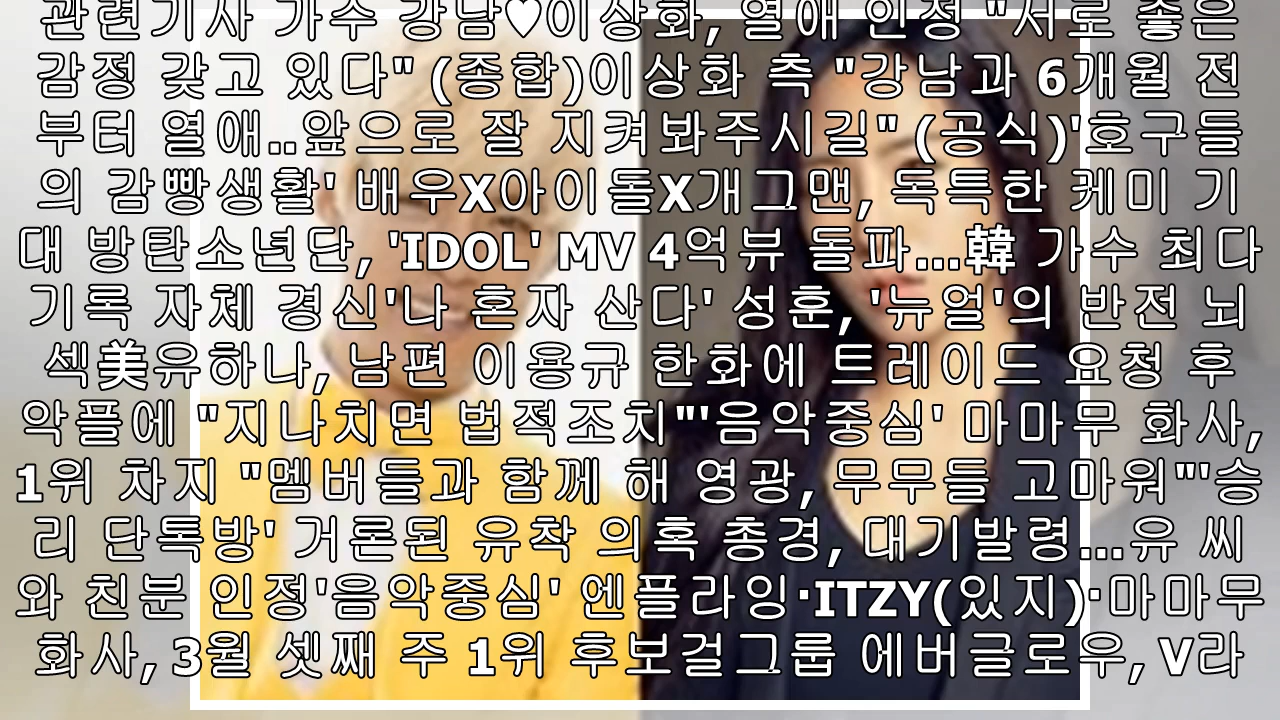 관련기사 가수 강남♥이상화, 열애 인정 "서로 좋은
감정 갖고 있다" (종합)이상화 측 "강남과 6개월 전
부터 열애..앞으로 잘 지켜봐주시길" (공식)'호구들
의 감빵생활' 배우X아이돌X개그맨, 독특한 케미 기
대 방탄소년단, 'IDOL' MV 4억뷰 돌파...韓 가수 최다
기록 자체 경신'나 혼자 산다' 성훈, '뉴얼'의 반전 뇌
섹美유하나, 남편 이용규 한화에 트레이드 요청 후
악플에 "지나치면 법적조치"'음악중심' 마마무 화사,
1위 차지 "멤버들과 함께 해 영광, 무무들 고마워"'승
리 단톡방' 거론된 유착 의혹 총경, 대기발령...유 씨
와 친분 인정'음악중심' 엔플라잉·ITZY(있지)·마마무
화사, 3월 셋째 주 1위 후보걸그룹 에버글로우, V라